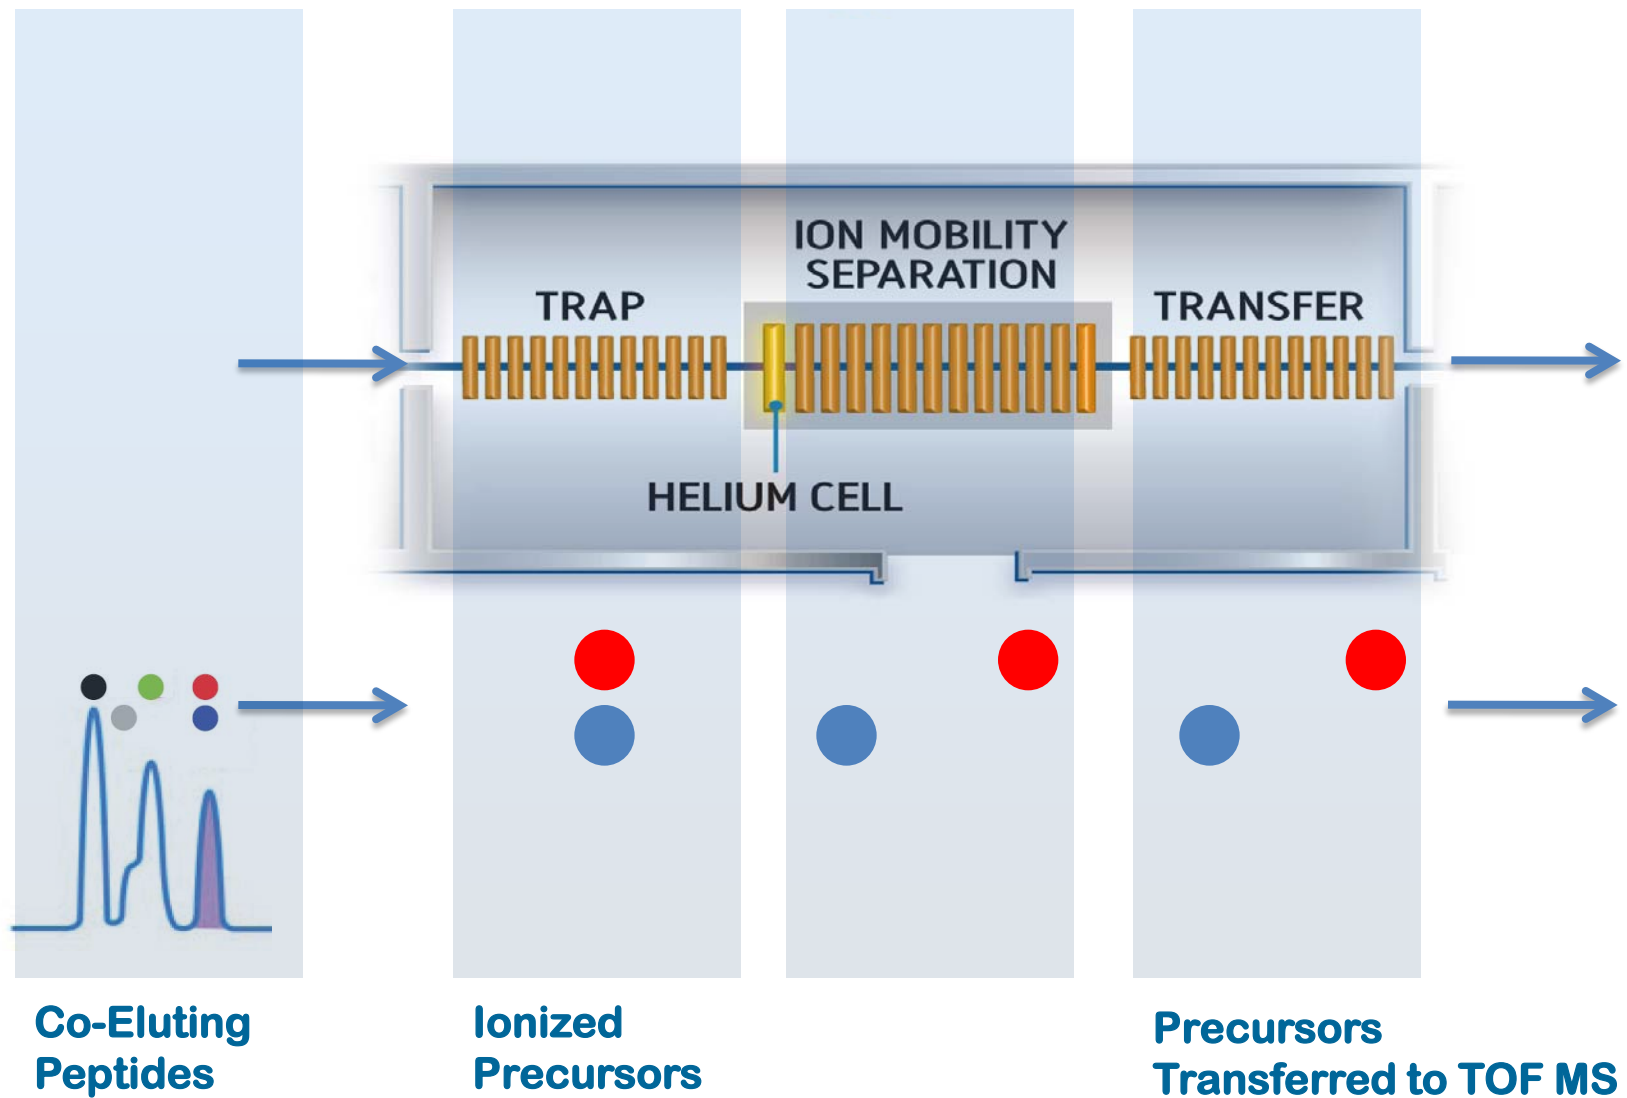 ION MOBILITY
SEPARATION
TRAP
TRANSFER
HELIUM CELL
Co-Eluting
Peptides
Ionized
Precursors
Precursors
Transferred to TOF MS